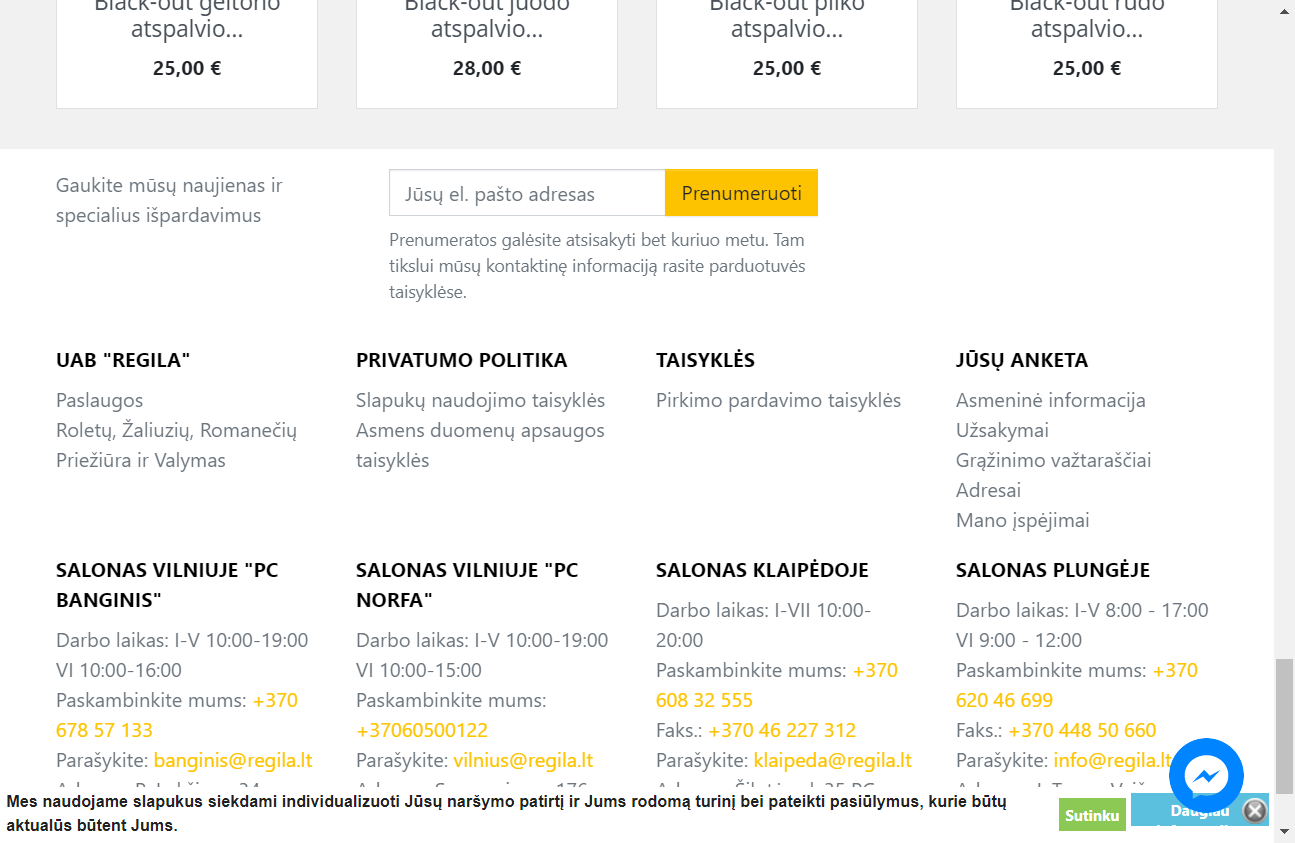 Black-out geltono
atspalvio...
25,00 €
Black-out juodo
atspalvio...
28,00 €
Black-out pilko
atspalvio...
25,00 €
Black-out rudo
atspalvio...
25,00 €
Gaukite mūsų naujienas ir
specialius išpardavimus
Jūsų el. pašto adresas
Prenumeruoti
Prenumeratos galėsite atsisakyti bet kuriuo metu. Tam
tikslui mūsų kontaktinę informaciją rasite parduotuvės
taisyklėse.
UAB "REGILA"
Paslaugos
Roletų, Žaliuzių, Romanečių
Priežiūra ir Valymas
PRIVATUMO POLITIKA
Slapukų naudojimo taisyklės
Asmens duomenų apsaugos
taisyklės
TAISYKLĖS
Pirkimo pardavimo taisyklės
JŪSŲ ANKETA
Asmeninė informacija
Užsakymai
Grąžinimo važtaraščiai
Adresai
Mano įspėjimai
SALONAS VILNIUJE "PC
BANGINIS"
Darbo laikas: I-V 10:00-19:00
VI 10:00-16:00
Paskambinkite mums: +370
678 57 133
Parašykite: banginis@regila.lt
SALONAS VILNIUJE "PC
NORFA"
Darbo laikas: I-V 10:00-19:00
VI 10:00-15:00
Paskambinkite mums:
+37060500122
Parašykite: vilnius@regila.lt
SALONAS KLAIPĖDOJE
Darbo laikas: I-VII 10:00-
20:00
Paskambinkite mums: +370
608 32 555
Faks.: +370 46 227 312
Parašykite: klaipeda@regila.lt
SALONAS PLUNGĖJE
Darbo laikas: I-V 8:00 - 17:00
VI 9:00 - 12:00
Paskambinkite mums: +370
620 46 699
Faks.: +370 448 50 660
Parašykite: info@regila.lt
Mes naudojame slapukus siekdami individualizuoti Jūsų naršymo patirtį ir Jums rodomą turinį bei pateikti pasiūlymus, kurie būtų
aktualūs būtent Jums.
Sutinku
Daugiau